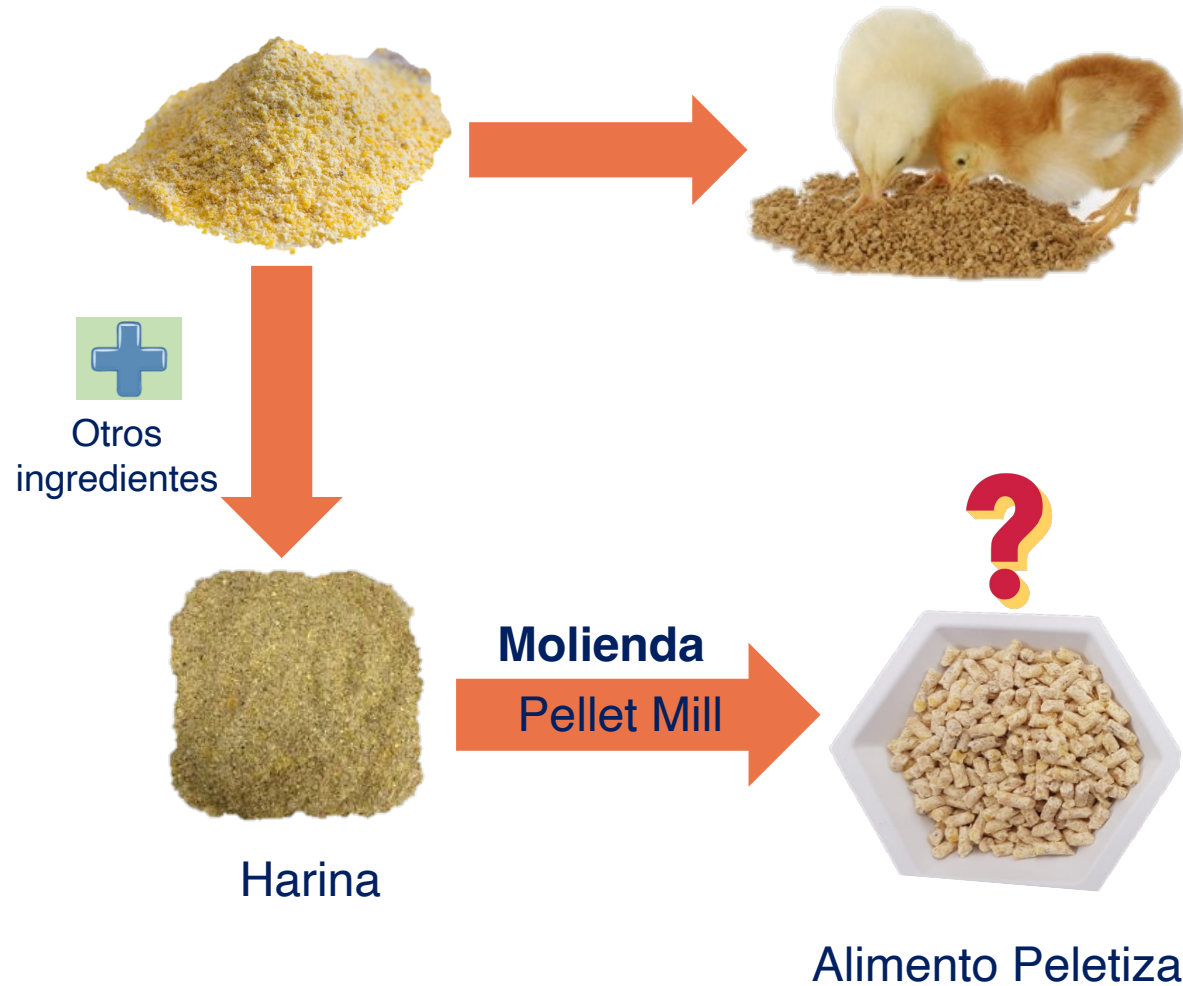 Otros
ingredientes
Molienda
Pellet Mill
Harina
Alimento Peletiza